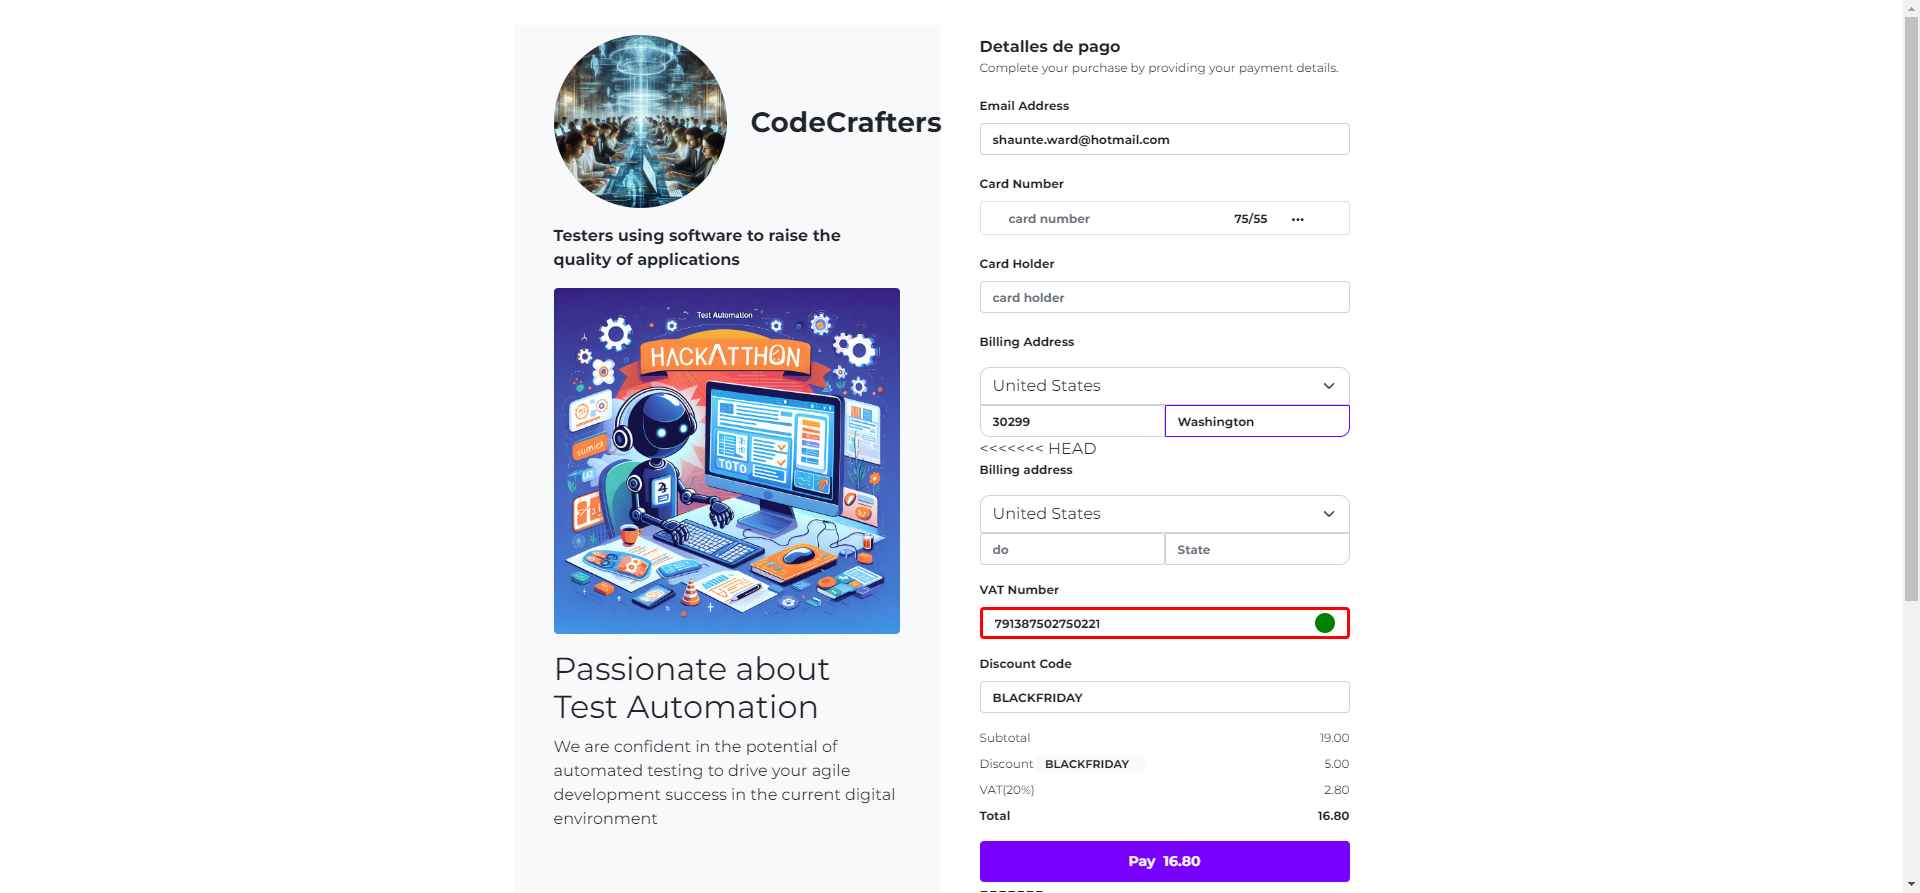 CodeCrafters
Testers using software to raise the
quality of applications
Test Automation
HACKATTHON
sumict
TOTO
24
Passionate about
Test Automation
We are confident in the potential of
automated testing to drive your agile
development success in the current digital
environment
Detalles de pago
Complete your purchase by providing your payment details.
Email Address
shaunte.ward@hotmail.com
Card Number
card number 75/55 •••
Card Holder
card holder
Billing Address
United States
30299 Washington
<<<<<<< HEAD
Billing address
United States
do State
VAT Number
791387502750221
Discount Code
BLACKFRIDAY
Subtotal 19.00
Discount BLACKFRIDAY 5.00
VAT(20%) 2.80
Total 16.80
Pay 16.80